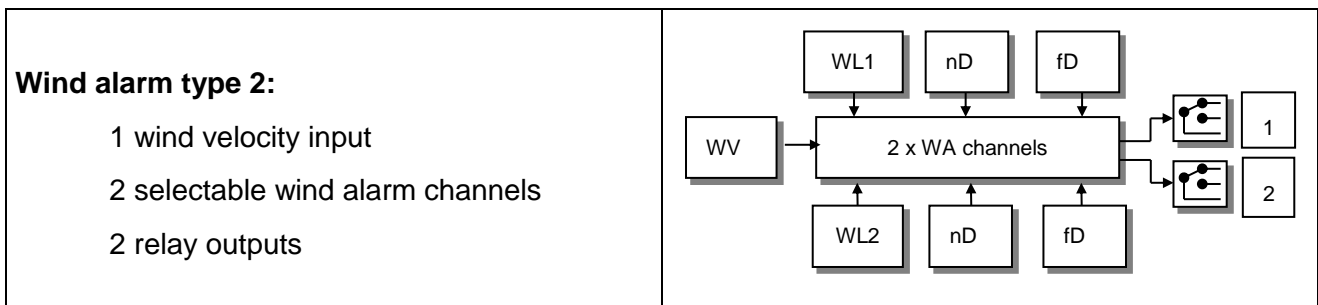 Wind alarm type 2:
1 wind velocity input
2 selectable wind alarm channels
2 relay outputs
WL1 nD fD
WV 2 x WA channels 1
2
WL2 nD fD